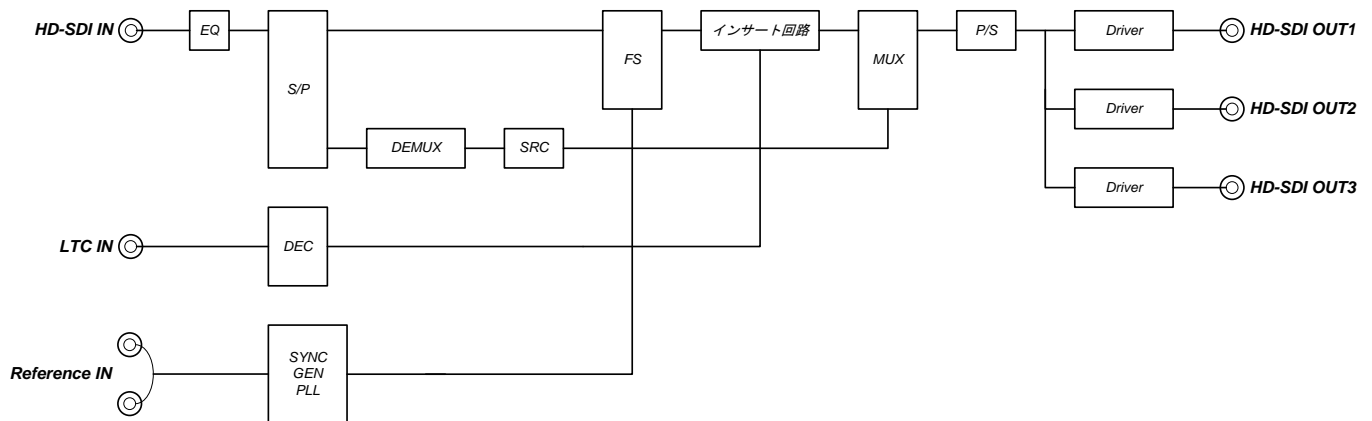 HD-SDI IN
EQ
S/P
FS
インサート回路
MUX
P/S
Driver
HD-SDI OUT1
Driver
HD-SDI OUT2
DEMUX
SRC
Driver
HD-SDI OUT3
LTC IN
DEC
Reference IN
SYNC
GEN
PLL